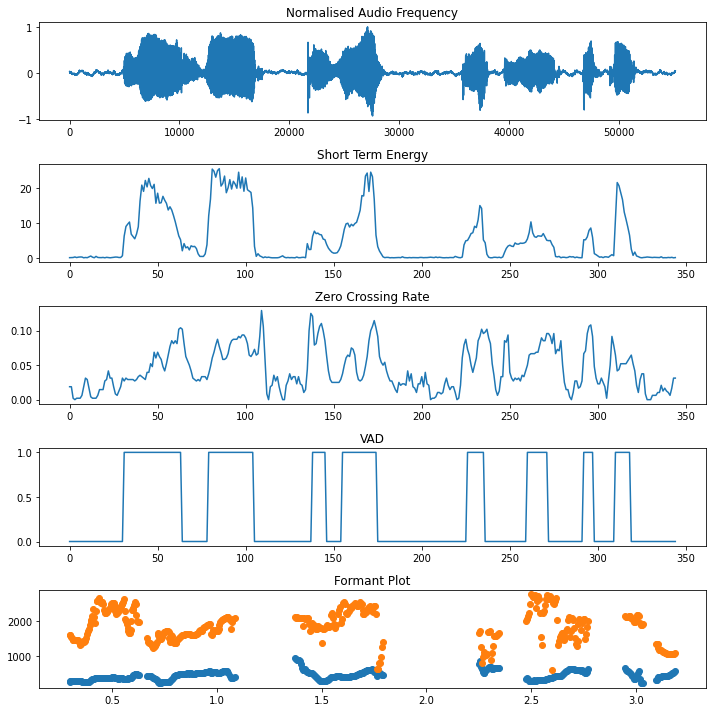 Normalised Audio Frequency
1
0
−1
0 10000 20000 30000 40000 50000
Short Term Energy
20
10
0
0 50 100 150 200 250 300 350
Zero Crossing Rate
0.10
0.05
0.00
0 50 100 150 200 250 300 350
VAD
1.0
0.5
0.0
0 50 100 150 200 250 300 350
Formant Plot
2000
1000
0.5 1.0 1.5 2.0 2.5 3.0